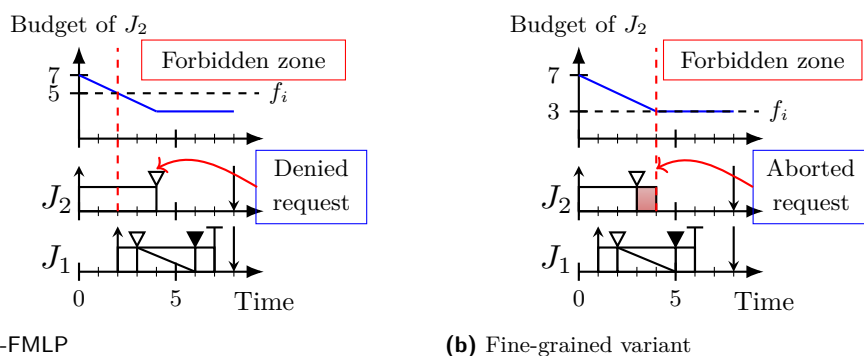 Budget of J2
Forbidden zone
7
5
fi
Denied
request
J2
J1
0
5
Time
-FMLP
Budget of J2
Forbidden zone
7
3
fi
Aborted
request
J2
J1
0
5
Time
(b) Fine-grained variant